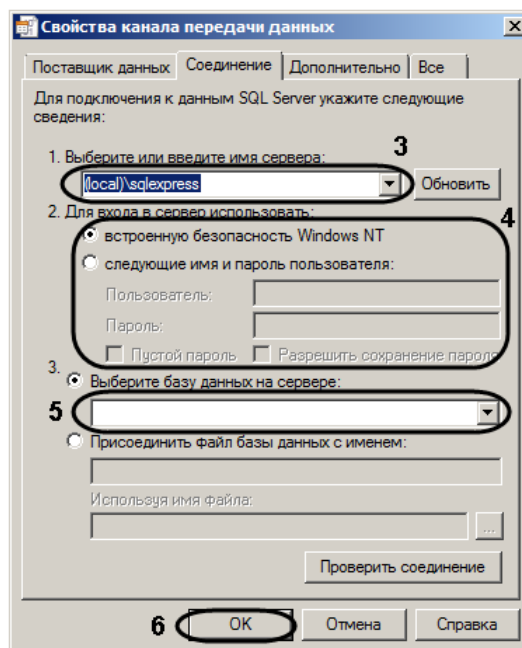 Свойства канала передачи данных
Поставщик данных Соединение Дополнительно Все
Для подключения к данным SQL Server укажите следующие
сведения:
3
1. Выберите или введите имя сервера:
(local)\sqlexpress Обновить
2. Для входа в сервер использовать: 4
встроенную безопасность Windows NT
следующие имя и пароль пользователя:
Пользователь:
Пароль:
Пустой пароль Разрешить сохранение пароля
3.
Выберите базу данных на сервере:
5
Присоединить файл базы данных с именем:
Используя имя файла:
...
Проверить соединение
6 OK Отмена Справка